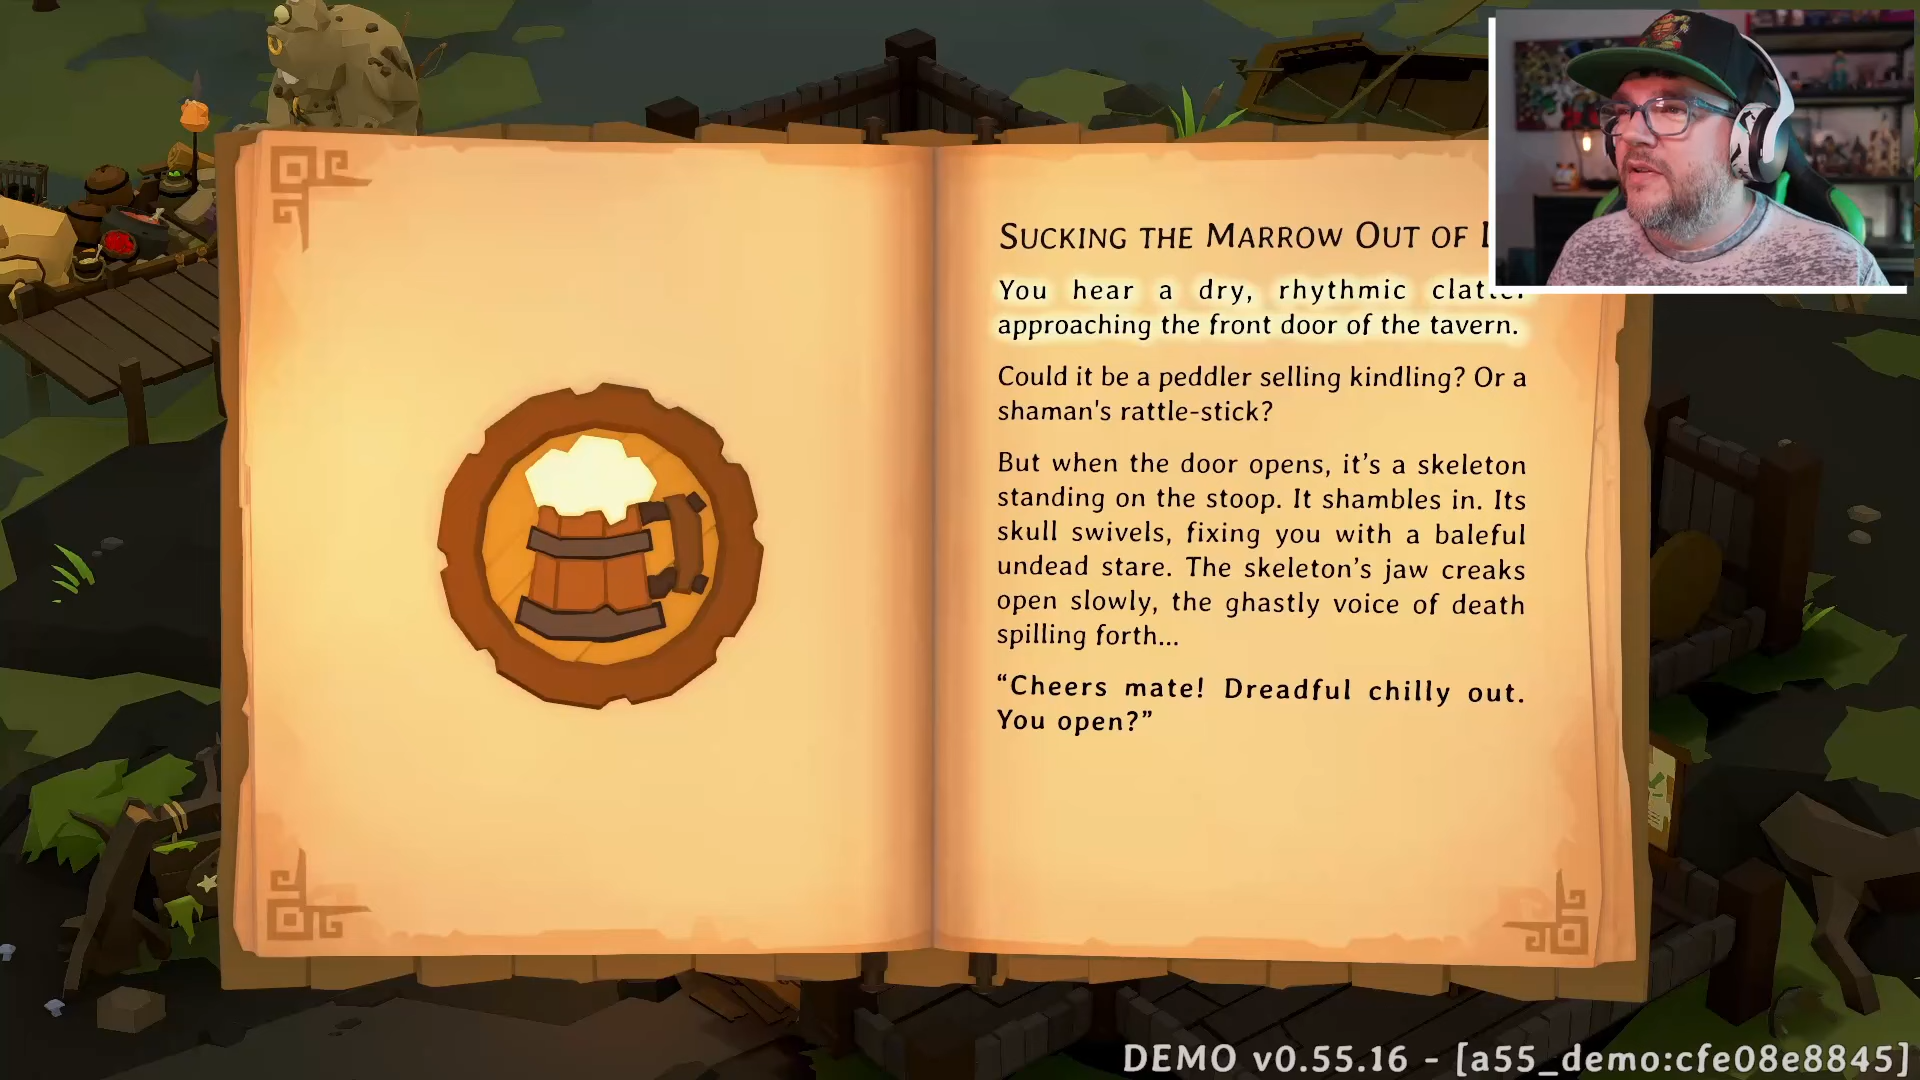 SUCKING THE MARROW OUT OF
You hear a dry, rhythmic clatter
approaching the front door of the tavern.
Could it be a peddler selling kindling? Or a
shaman's rattle-stick?
But when the door opens, it's a skeleton
standing on the stoop. It shambles in. Its
skull swivels, fixing you with a baleful
undead stare. The skeleton's jaw creaks
open slowly, the ghastly voice of death
spilling forth...
“Cheers mate! Dreadful chilly out.
You open?”
DEMO v0.55.16 - [a55_demo:cfe08e8845]